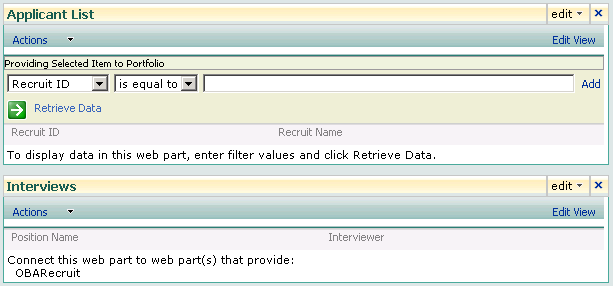 Applicant List edit
Actions Edit View
Providing Selected Item to Portfolio
Recruit ID is equal to Add
Retrieve Data
Recruit ID Recruit Name
To display data in this web part, enter filter values and click Retrieve Data.
Interviews edit
Actions Edit View
Position Name Interviewer
Connect this web part to web part(s) that provide:
OBARecruit